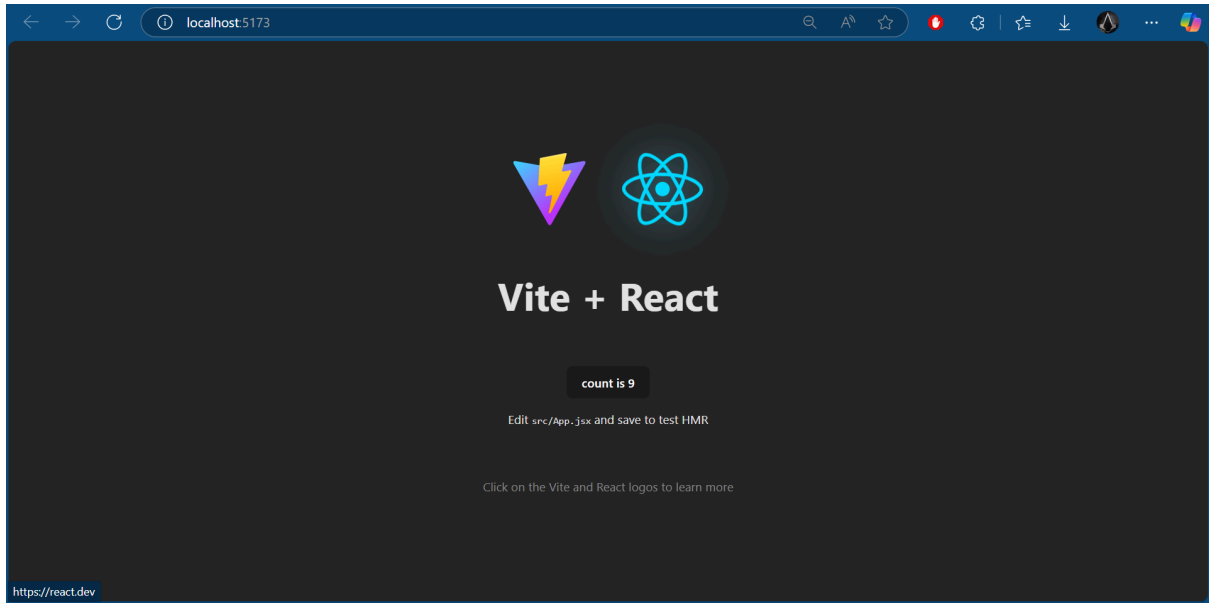 localhost:5173
Vite + React
count is 9
Edit src/App.jsx and save to test HMR
Click on the Vite and React logos to learn more
https://react.dev